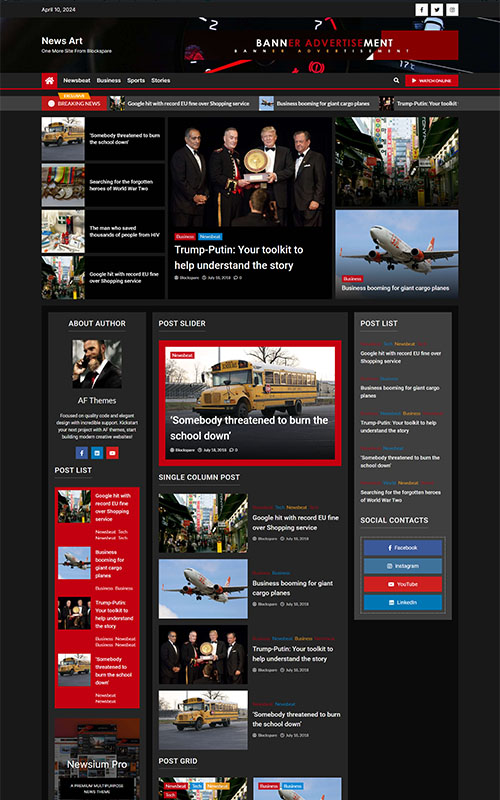 April 10, 2024
News Art
One More Site From Blockspare
BANNER ADVERTISEMENT
BANNER ADVERTISEMENT
Newsbeat Business Sports Stories
WATCH ONLINE
EXCLUSIVE
BREAKING NEWS
Google hit with record EU fine over Shopping service
Business booming for giant cargo planes
Trump-Putin: Your toolkit
'Somebody threatened to burn
the school down'
Searching for the forgotten
heroes of World War Two
The man who saved
thousands of people from HIV
Google hit with record EU fine
over Shopping service
Business Newsbeat
Trump-Putin: Your toolkit to
help understand the story
Blockspare July 18, 2018 0
Business
Business booming for giant cargo planes
ABOUT AUTHOR
AF Themes
Focused on quality code and elegant
design with incredible support. Kickstart
your next project with AF themes, start
building modern creative websites!
POST LIST
Google hit with
record EU fine
over Shopping
service
Newsbeat Tech
Newsbeat Tech
Business
booming for
giant cargo
planes
Business Business
Trump-Putin:
Your toolkit to
help understand
the story
Business Newsbeat
Business Newsbeat
'Somebody
threatened to
burn the school
down'
Newsbeat
Newsbeat
Newsium Pro
A PREMIUM MULTIPURPOSE
NEWS THEME
POST SLIDER
Newsbeat
'Somebody threatened to burn the
school down'
Blockspare July 18, 2018 0
SINGLE COLUMN POST
Tech Newsbeat
Google hit with record EU fine
over Shopping service
Blockspare July 18, 2018
Business
Business booming for giant
cargo planes
Blockspare July 18, 2018
Newsbeat Business
Trump-Putin: Your toolkit to
help understand the story
Blockspare July 18, 2018
Newsbeat
'Somebody threatened to burn
the school down'
Blockspare July 18, 2018
POST GRID
Newsbeat Tech Newsbeat
Tech
Business Business
POST LIST
Tech Newsbeat
Google hit with record EU fine over
Shopping service
Business
Business booming for giant cargo
planes
Newsbeat Business
Trump-Putin: Your toolkit to
understand the story
Newsbeat
'Somebody threatened to burn the
school down'
Newsbeat
Searching for the forgotten
heroes of World War Two
SOCIAL CONTACTS
Facebook
Instagram
YouTube
LinkedIn